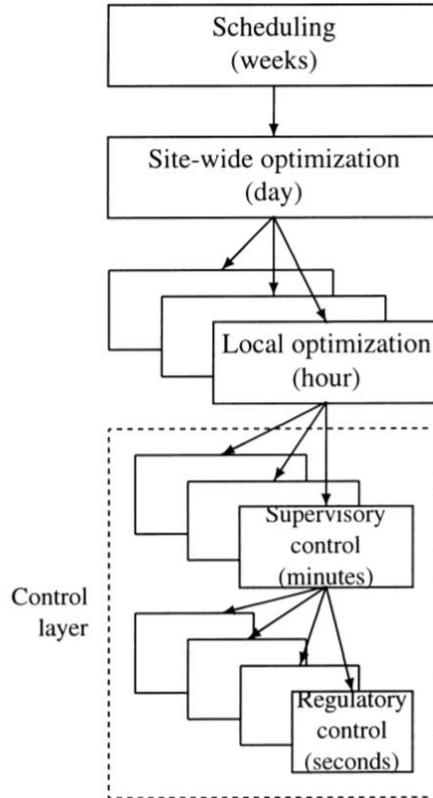 Scheduling
(weeks)
Site-wide optimization
(day)
Local optimization
(hour)
Supervisory
control
(minutes)
Control
layer
Regulatory
control
(seconds)